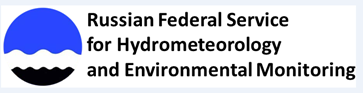 Russian Federal Service
for Hydrometeorology
and Environmental Monitoring